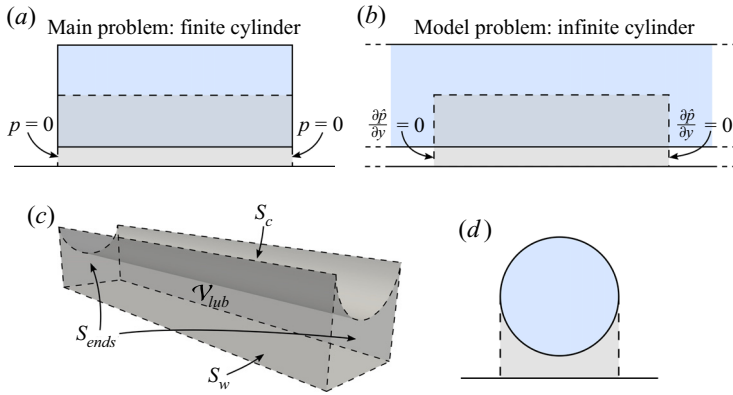 (a)
Main problem: finite cylinder
p = 0
p = 0
(b)
Model problem: infinite cylinder
∂p̂/∂y = 0
∂p̂/∂y = 0
(c)
S_c
𝒱_lub
S_ends
S_w
(d)